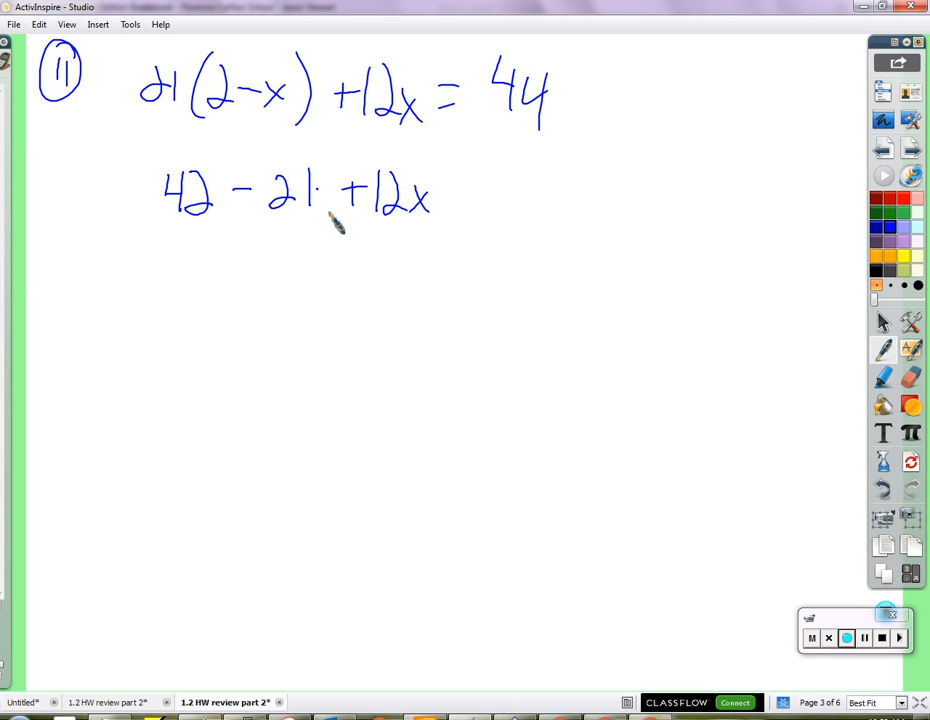 ActivInspire - Studio
File Edit View Insert Tools Help
11 21(2-x) +12x = 44
42 - 21· +12x
M
Untitled* 1.2 HW review part 2* 1.2 HW review part 2* CLASSFLOW Connect Page 3 of 6 Best Fit